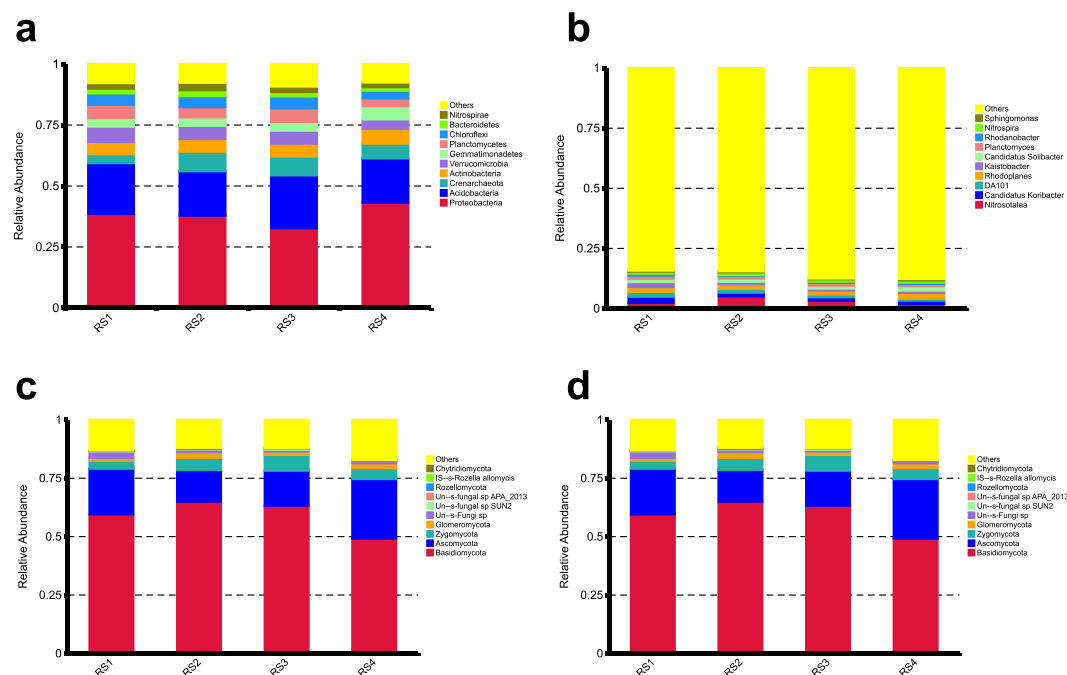 a
1
0.75
0.5
0.25
0
Relative Abundance
RS1
RS2
RS3
RS4
Others
Nitrospirae
Bacteroidetes
Chloroflexi
Planctomycetes
Gemmatimonadetes
Verrucomicrobia
Actinobacteria
Crenarchaeota
Acidobacteria
Proteobacteria
b
1
0.75
0.5
0.25
0
Relative Abundance
RS1
RS2
RS3
RS4
Others
Sphingomonas
Nitrospira
Rhodanobacter
Planctomyces
Candidatus Solibacter
Kaistobacter
Rhodoplanes
DA101
Candidatus Koribacter
Nitrosotalea
c
1
0.75
0.5
0.25
0
Relative Abundance
RS1
RS2
RS3
RS4
Others
Chytridiomycota
IS--s-Rozella allomycis
Rozellomycota
Un--s-fungal sp APA_2013
Un--s-fungal sp SUN2
Un--s-Fungi sp
Glomeromycota
Zygomycota
Ascomycota
Basidiomycota
d
1
0.75
0.5
0.25
0
Relative Abundance
RS1
RS2
RS3
RS4
Others
Chytridiomycota
IS--s-Rozella allomycis
Rozellomycota
Un--s-fungal sp APA_2013
Un--s-fungal sp SUN2
Un--s-Fungi sp
Glomeromycota
Zygomycota
Ascomycota
Basidiomycota